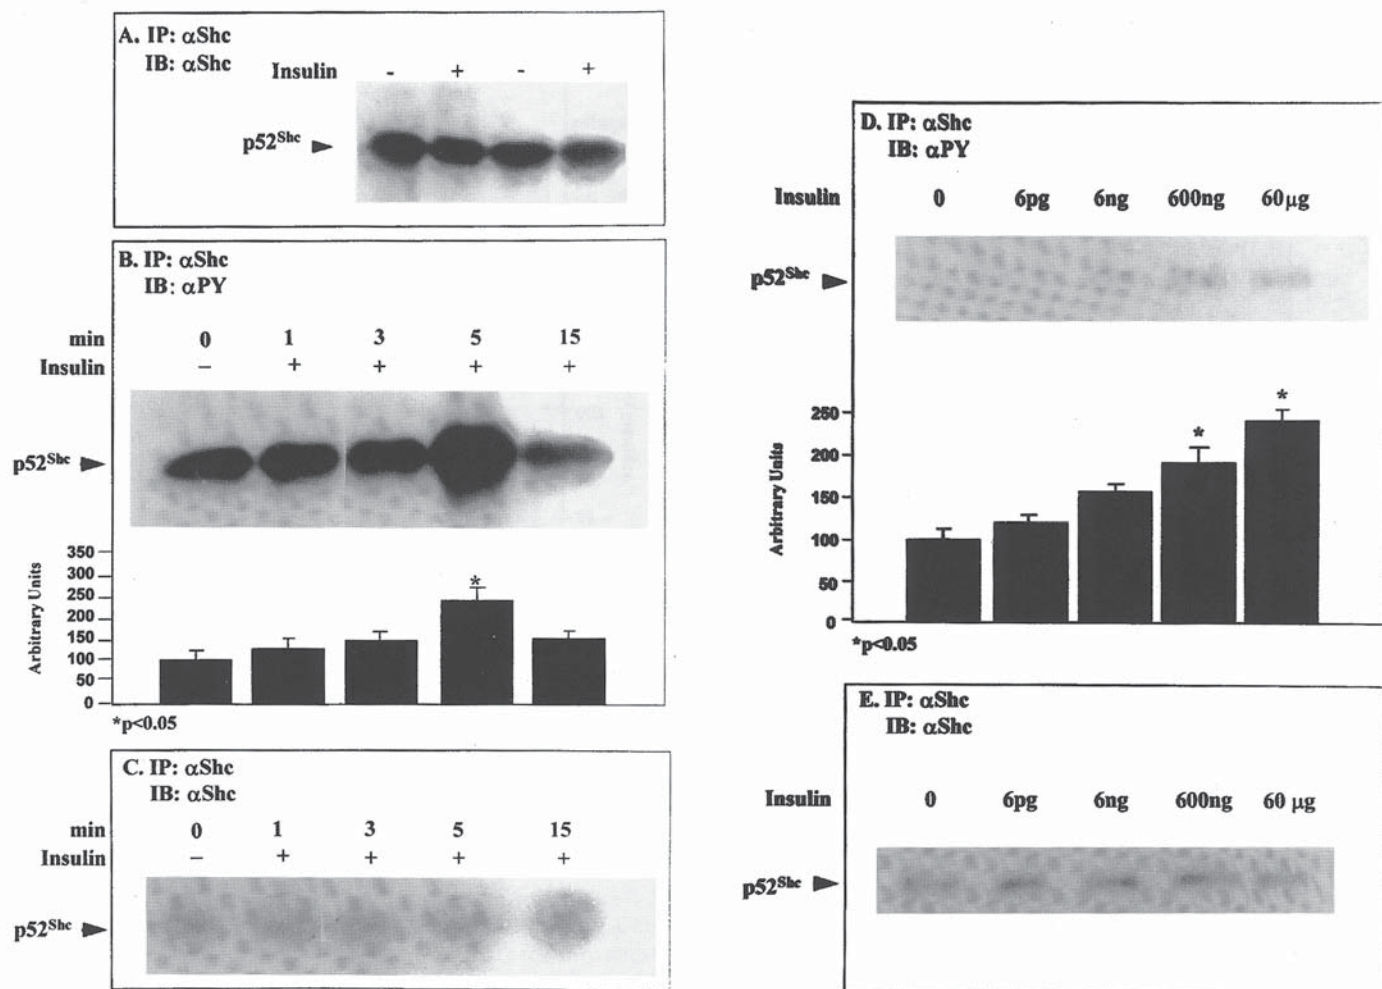 A. IP: αShc
IB: αShc
Insulin - + - +
p52Shc
B. IP: αShc
IB: αPY
min 0 1 3 5 15
Insulin – + + + +
p52Shc
350
300
250
200
150
100
50
0
Arbitrary Units
*
*p<0.05
C. IP: αShc
IB: αShc
min 0 1 3 5 15
Insulin – + + + +
p52Shc
D. IP: αShc
IB: αPY
Insulin 0 6pg 6ng 600ng 60μg
p52Shc
250
200
150
100
50
0
Arbitrary Units
* *
*p<0.05
E. IP: αShc
IB: αShc
Insulin 0 6pg 6ng 600ng 60 μg
p52Shc